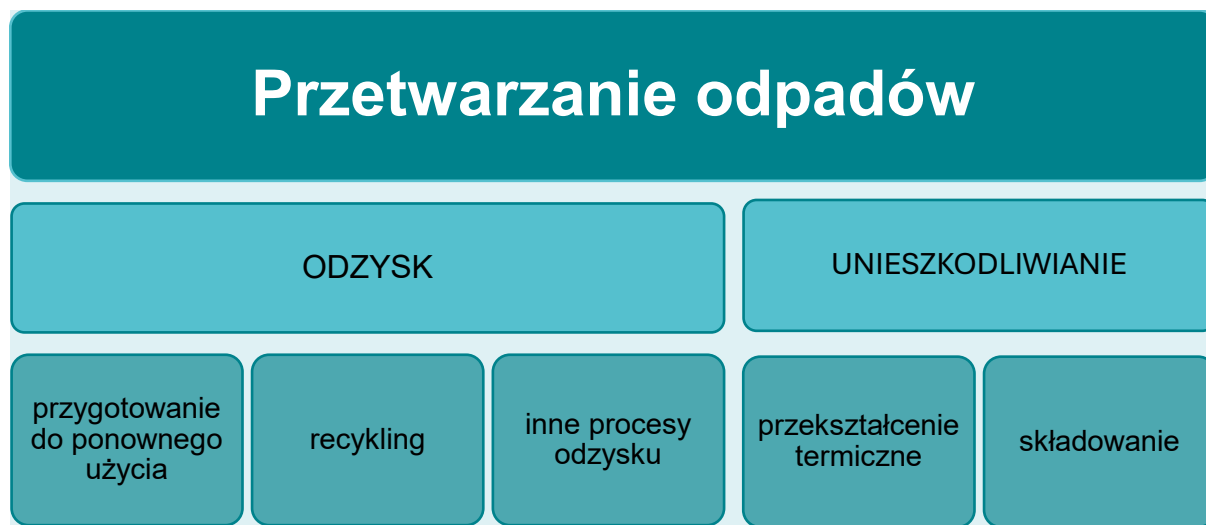 Przetwarzanie odpadów
ODZYSK
UNIESZKODLIWIANIE
przygotowanie
do ponownego
użycia
recykling
inne procesy
odzysku
przekształcenie
termiczne
składowanie